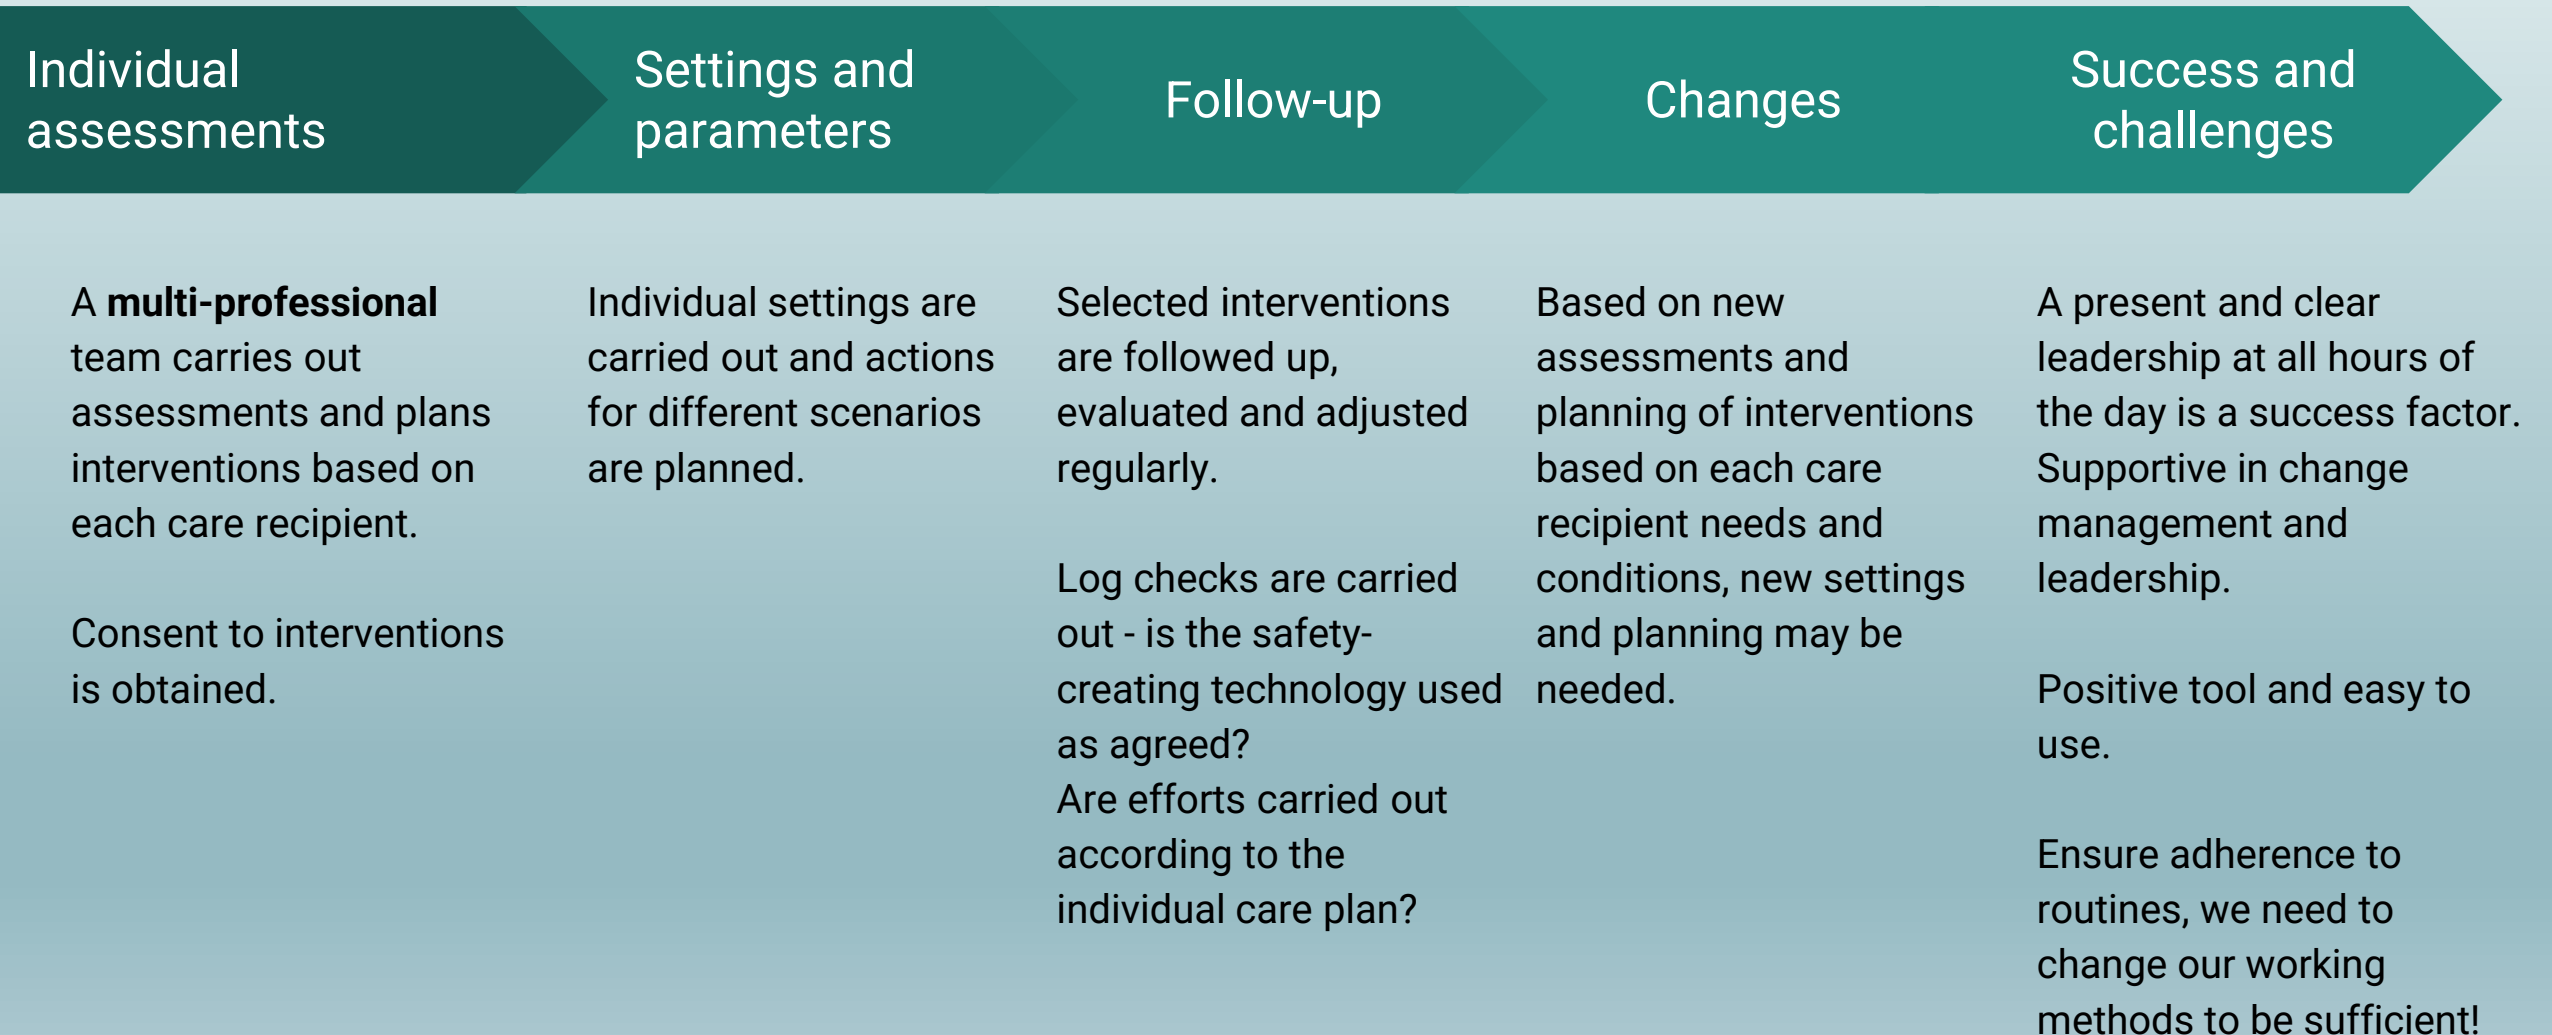 Individual
assessments
Settings and
parameters
Follow-up
Changes
Success and
challenges
A multi-professional
team carries out
assessments and plans
interventions based on
each care recipient.
Consent to interventions
is obtained.
Individual settings are
carried out and actions
for different scenarios
are planned.
Selected interventions
are followed up,
evaluated and adjusted
regularly.
Log checks are carried
out - is the safety-
creating technology used
as agreed?
Are efforts carried out
according to the
individual care plan?
Based on new
assessments and
planning of interventions
based on each care
recipient needs and
conditions, new settings
and planning may be
needed.
A present and clear
leadership at all hours of
the day is a success factor.
Supportive in change
management and
leadership.
Positive tool and easy to
use.
Ensure adherence to
routines, we need to
change our working
methods to be sufficient!